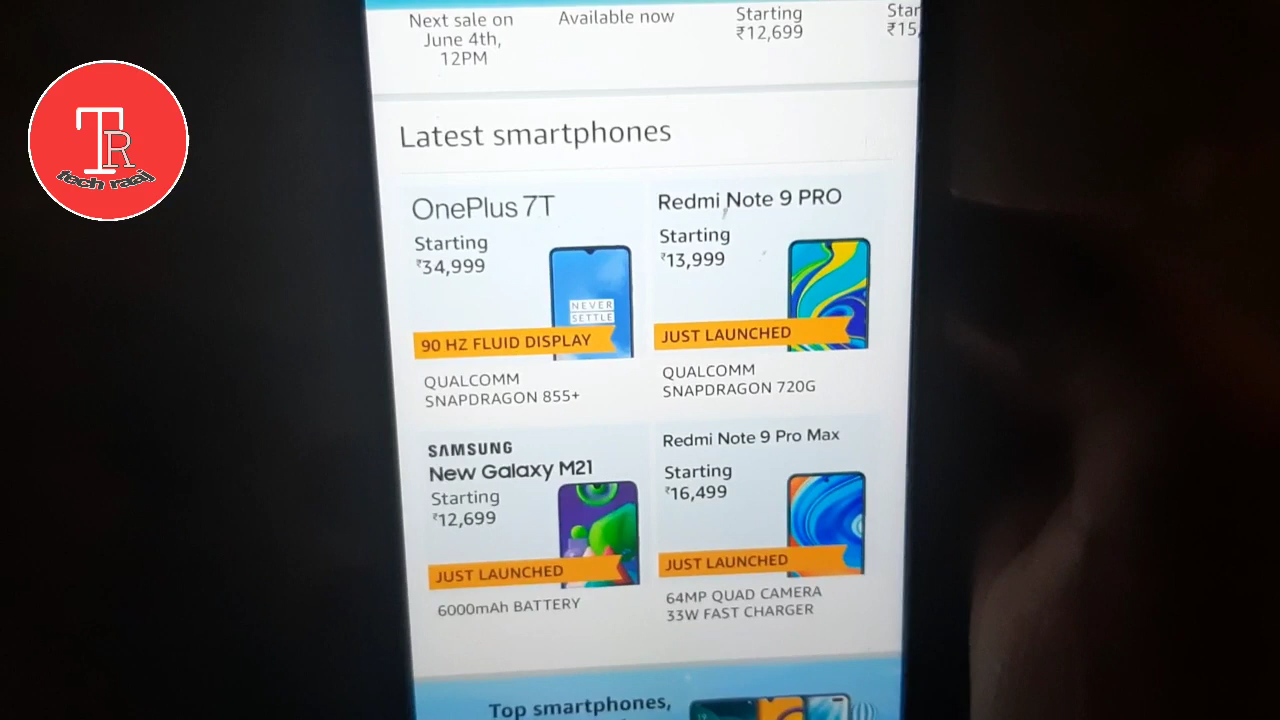 Next sale on
June 4th,
12PM
Available now
Starting
₹12,699
Star
₹15,
TR
tech raaj
Latest smartphones
OnePlus 7T
Starting
₹34,999
NEVER
SETTLE
90 HZ FLUID DISPLAY
QUALCOMM
SNAPDRAGON 855+
Redmi Note 9 PRO
Starting
₹13,999
JUST LAUNCHED
QUALCOMM
SNAPDRAGON 720G
SAMSUNG
New Galaxy M21
Starting
₹12,699
JUST LAUNCHED
6000mAh BATTERY
Redmi Note 9 Pro Max
Starting
₹16,499
JUST LAUNCHED
64MP QUAD CAMERA
33W FAST CHARGER
Top smartphones,